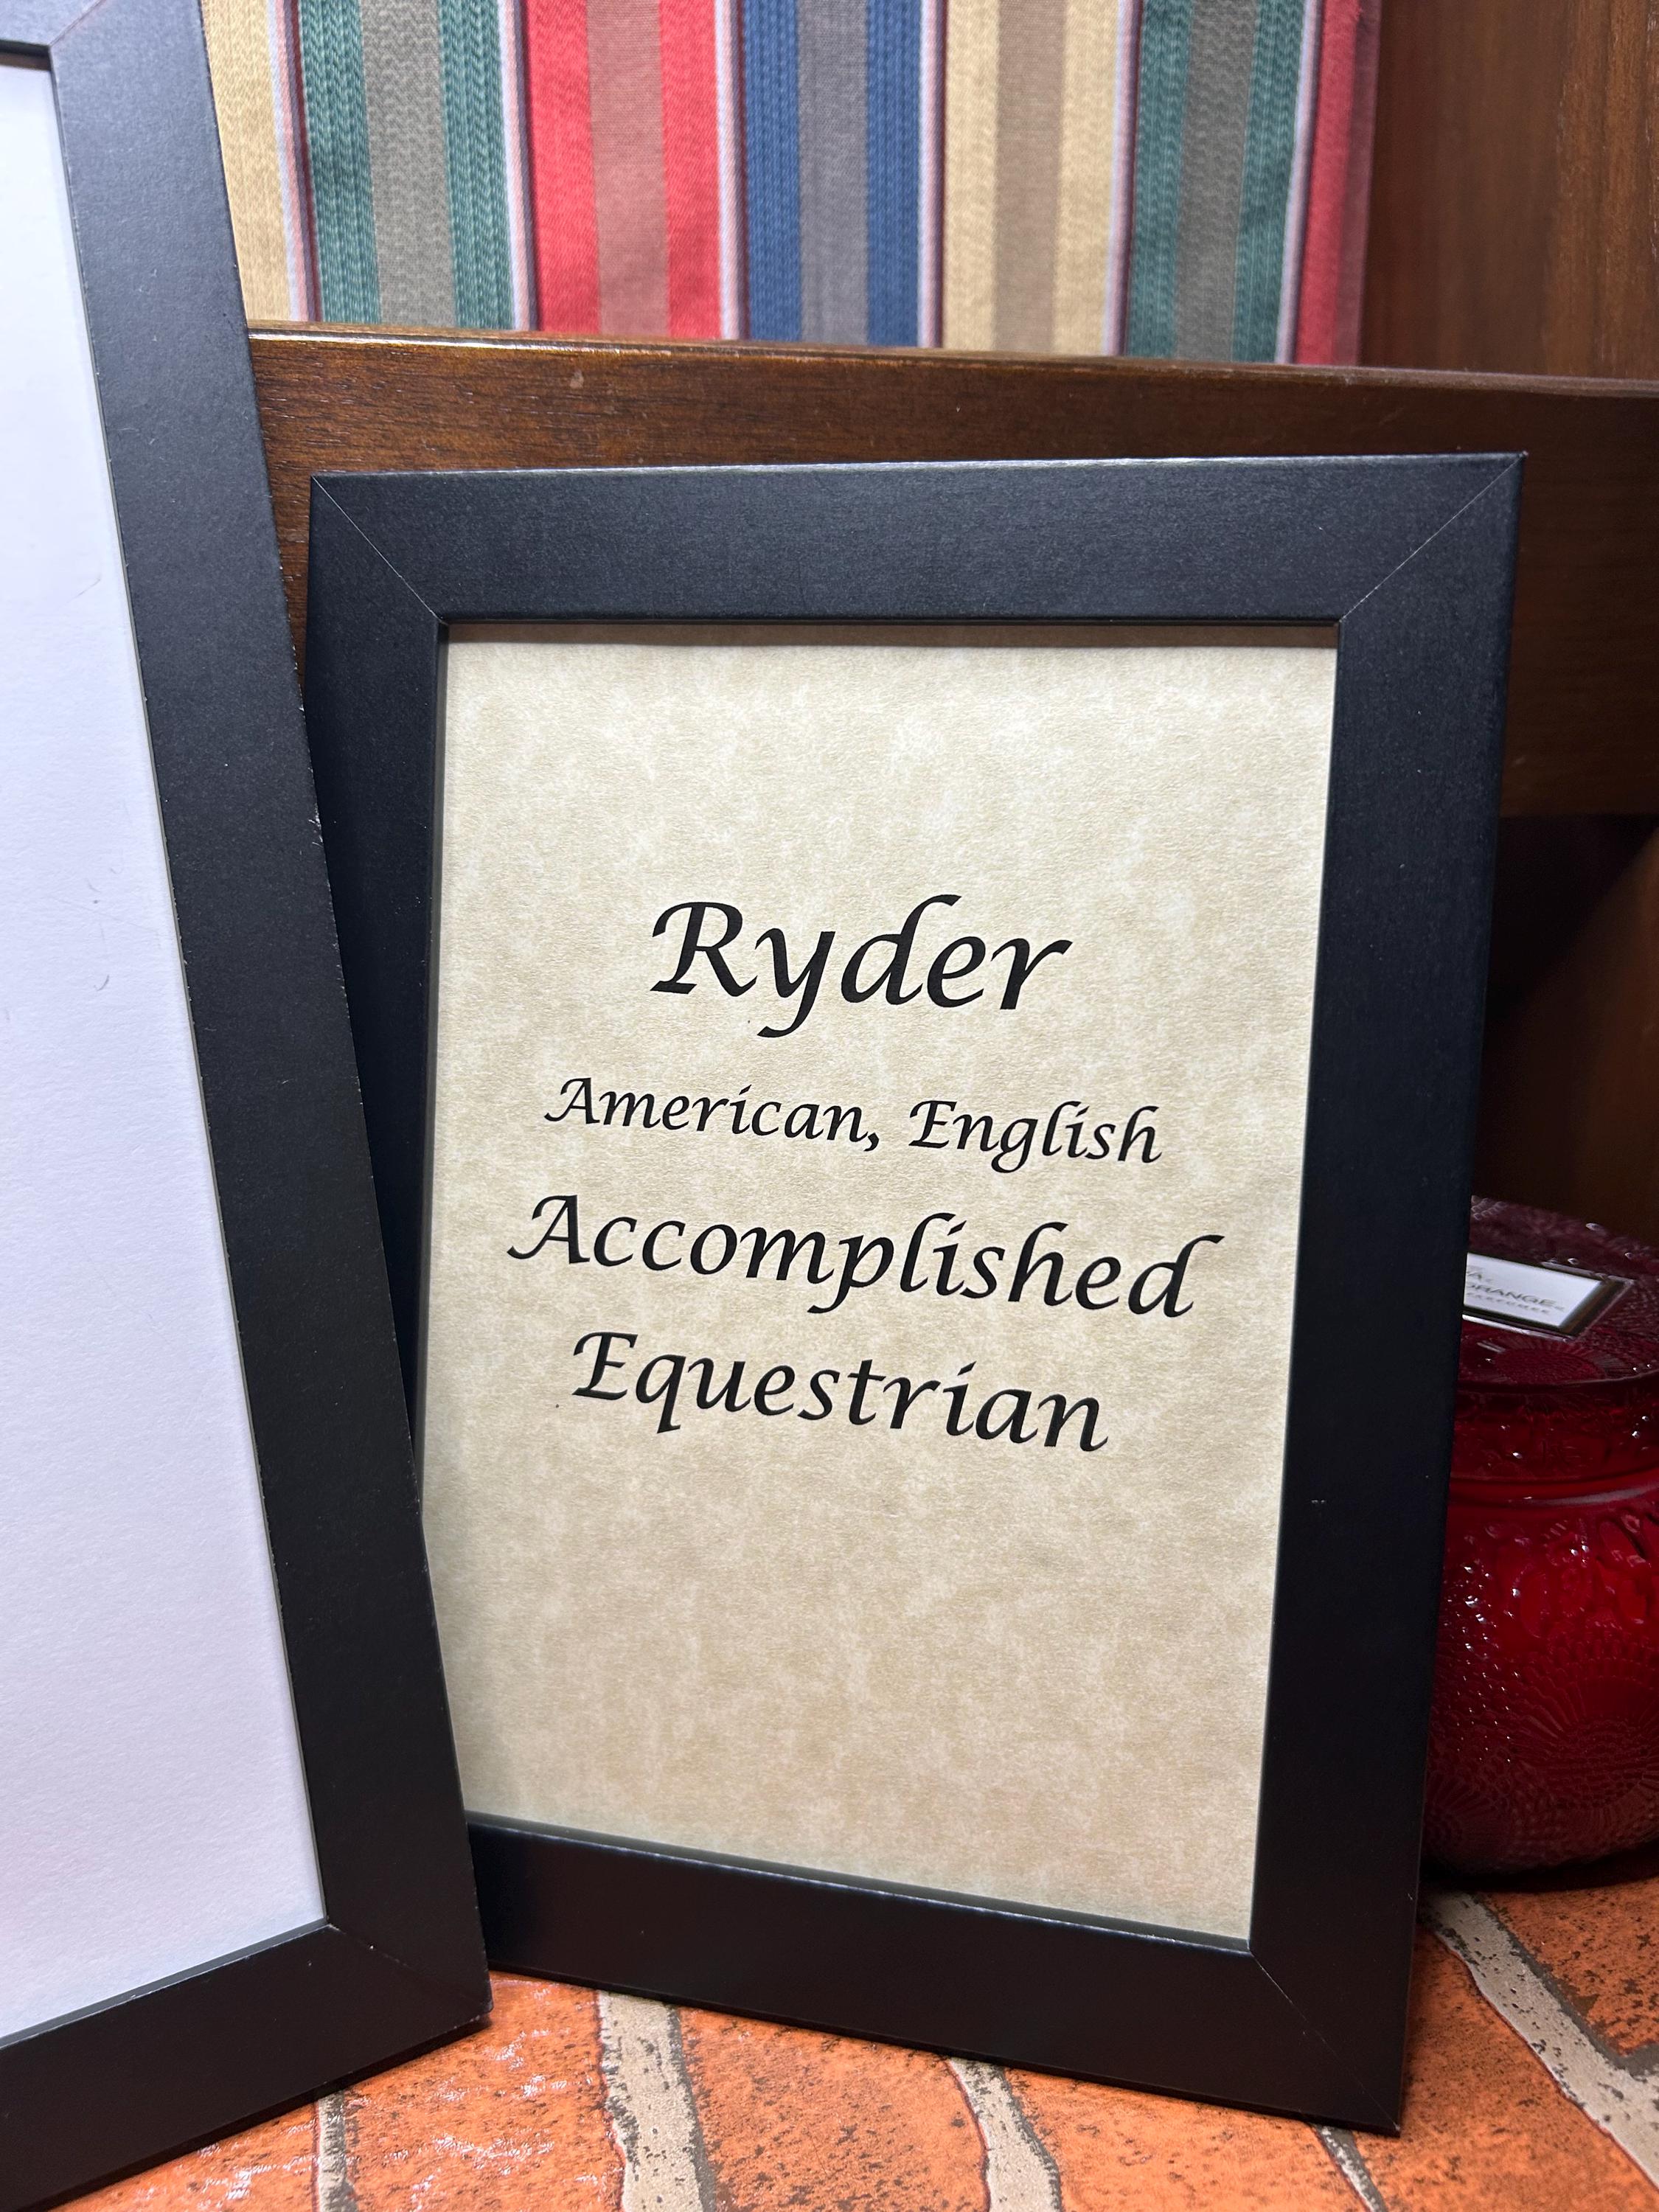 Ryder
American, English
Accomplished
Equestrian